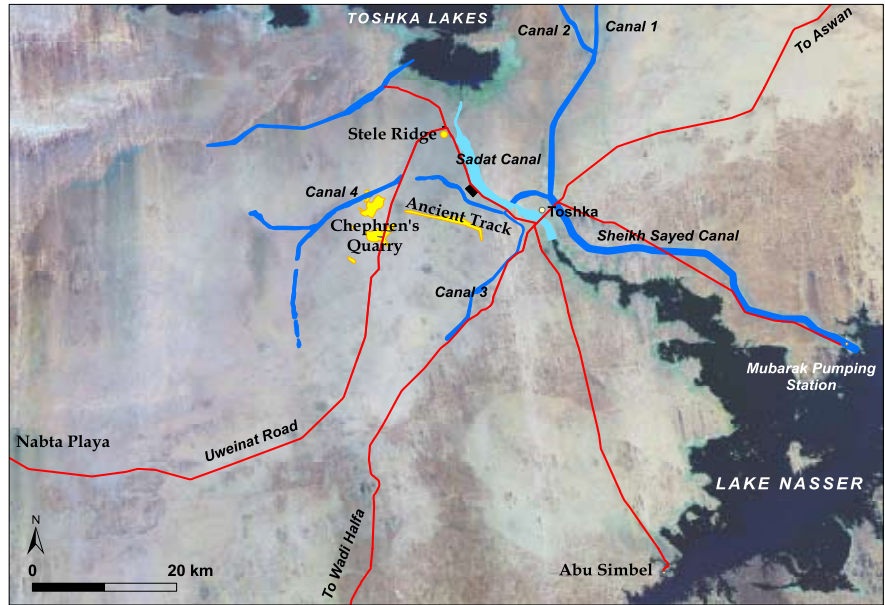 TOSHKA LAKES
Canal 2
Canal 1
To Aswan
Stele Ridge
Sadat Canal
Canal 4
Ancient Track
Toshka
Chephren's
Quarry
Sheikh Sayed Canal
Canal 3
Mubarak Pumping
Station
Nabta Playa
Uweinat Road
LAKE NASSER
N
To Wadi Halfa
Abu Simbel
0
20 km